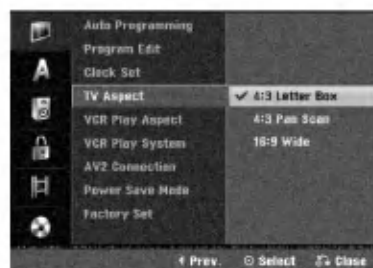 Auto Programming
Program Edit
Clock Set
TV Aspect
✔ 4:3 Letter Box
VCR Play Aspect
4:3 Pan Scan
VCR Play System
16:9 Wide
AV2 Connection
Power Save Mode
Factory Set
A
Prev.
Select
Close